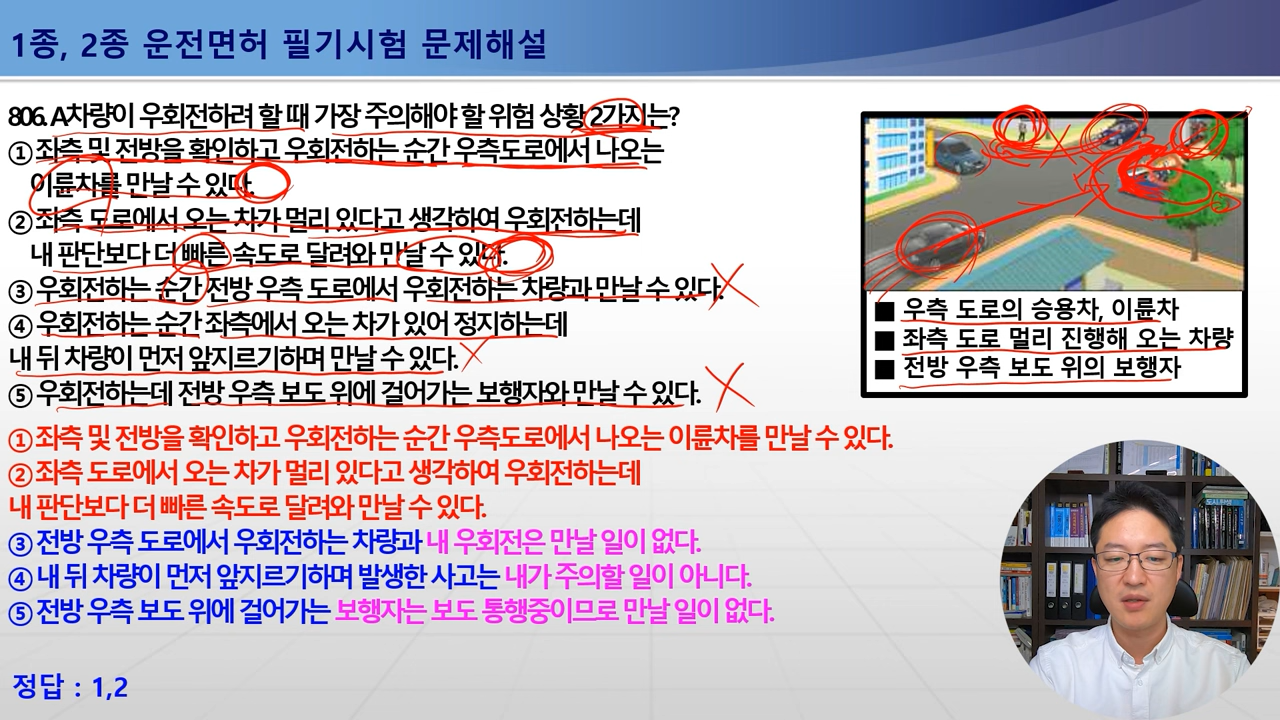 1종, 2종 운전면허 필기시험 문제해설
806. A차량이 우회전하려 할 때 가장 주의해야 할 위험 상황 2가지는?
① 좌측 및 전방을 확인하고 우회전하는 순간 우측도로에서 나오는
이륜차를 만날 수 있다.
② 좌측 도로에서 오는 차가 멀리 있다고 생각하여 우회전하는데
내 판단보다 더 빠른 속도로 달려와 만날 수 있다.
③ 우회전하는 순간 전방 우측 도로에서 우회전하는 차량과 만날 수 있다.
④ 우회전하는 순간 좌측에서 오는 차가 있어 정지하는데
내 뒤 차량이 먼저 앞지르기하며 만날 수 있다.
⑤ 우회전하는데 전방 우측 보도 위에 걸어가는 보행자와 만날 수 있다.
■ 우측 도로의 승용차, 이륜차
■ 좌측 도로 멀리 진행해 오는 차량
■ 전방 우측 보도 위의 보행자
① 좌측 및 전방을 확인하고 우회전하는 순간 우측도로에서 나오는 이륜차를 만날 수 있다.
② 좌측 도로에서 오는 차가 멀리 있다고 생각하여 우회전하는데
내 판단보다 더 빠른 속도로 달려와 만날 수 있다.
③ 전방 우측 도로에서 우회전하는 차량과 내 우회전은 만날 일이 없다.
④ 내 뒤 차량이 먼저 앞지르기하며 발생한 사고는 내가 주의할 일이 아니다.
⑤ 전방 우측 보도 위에 걸어가는 보행자는 보도 통행중이므로 만날 일이 없다.
정답 : 1,2